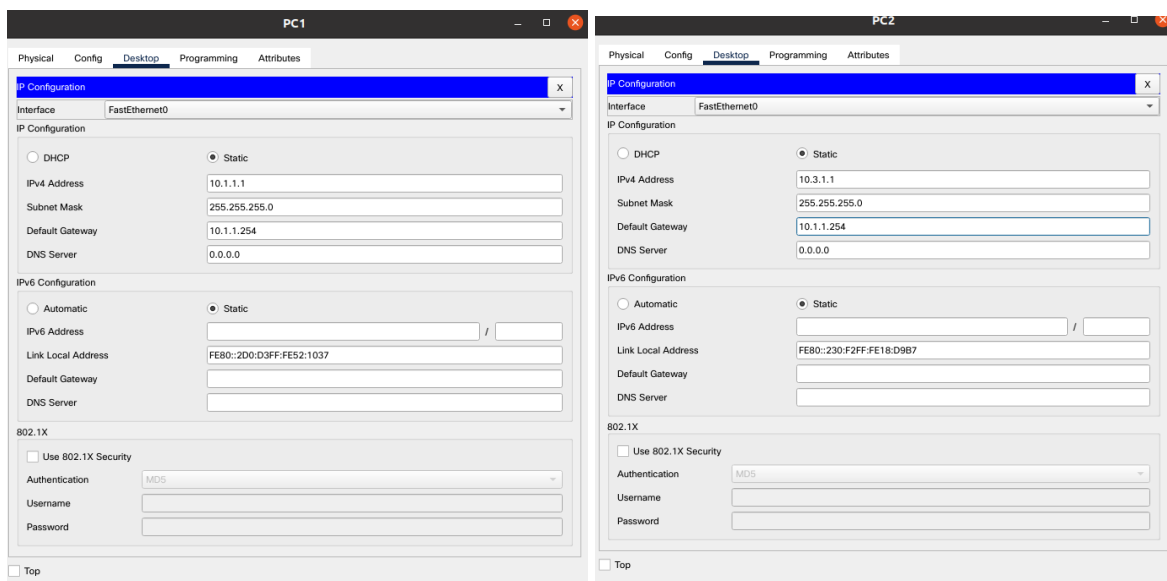 PC1
Physical Config Desktop Programming Attributes
IP Configuration X
Interface FastEthernet0
IP Configuration
DHCP Static
IPv4 Address 10.1.1.1
Subnet Mask 255.255.255.0
Default Gateway 10.1.1.254
DNS Server 0.0.0.0
IPv6 Configuration
Automatic Static
IPv6 Address /
Link Local Address FE80::2D0:D3FF:FE52:1037
Default Gateway
DNS Server
802.1X
Use 802.1X Security
Authentication MD5
Username
Password
Top
PC2
Physical Config Desktop Programming Attributes
IP Configuration X
Interface FastEthernet0
IP Configuration
DHCP Static
IPv4 Address 10.3.1.1
Subnet Mask 255.255.255.0
Default Gateway 10.1.1.254
DNS Server 0.0.0.0
IPv6 Configuration
Automatic Static
IPv6 Address /
Link Local Address FE80::230:F2FF:FE18:D9B7
Default Gateway
DNS Server
802.1X
Use 802.1X Security
Authentication MD5
Username
Password
Top